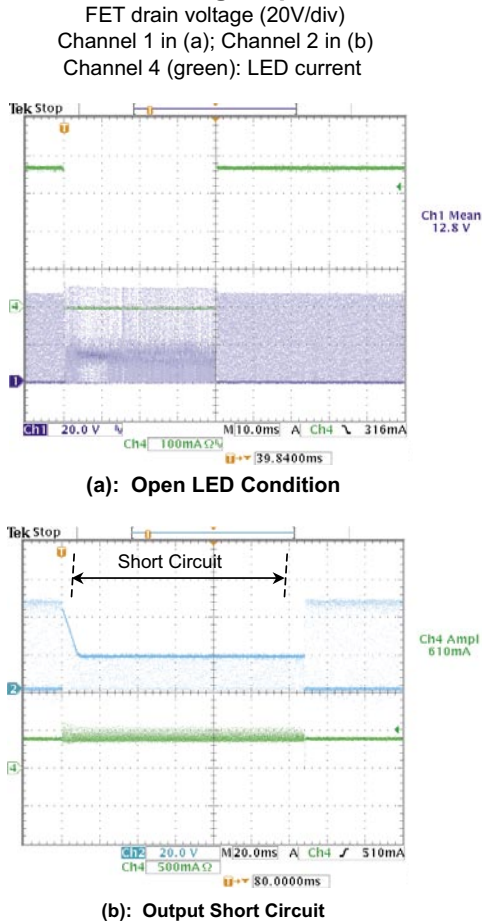 FET drain voltage (20V/div)
Channel 1 in (a); Channel 2 in (b)
Channel 4 (green): LED current
Tek Stop
T
T
4
1
Ch1 Mean
12.8 V
Ch1 20.0 V
M 10.0ms A Ch4 316mA
Ch4 100mAΩ
T 39.8400ms
(a): Open LED Condition
Tek Stop
T
T
Short Circuit
2
4
Ch4 Ampl
610mA
Ch2 20.0 V M 20.0ms A Ch4 510mA
Ch4 500mAΩ
T 80.0000ms
(b): Output Short Circuit